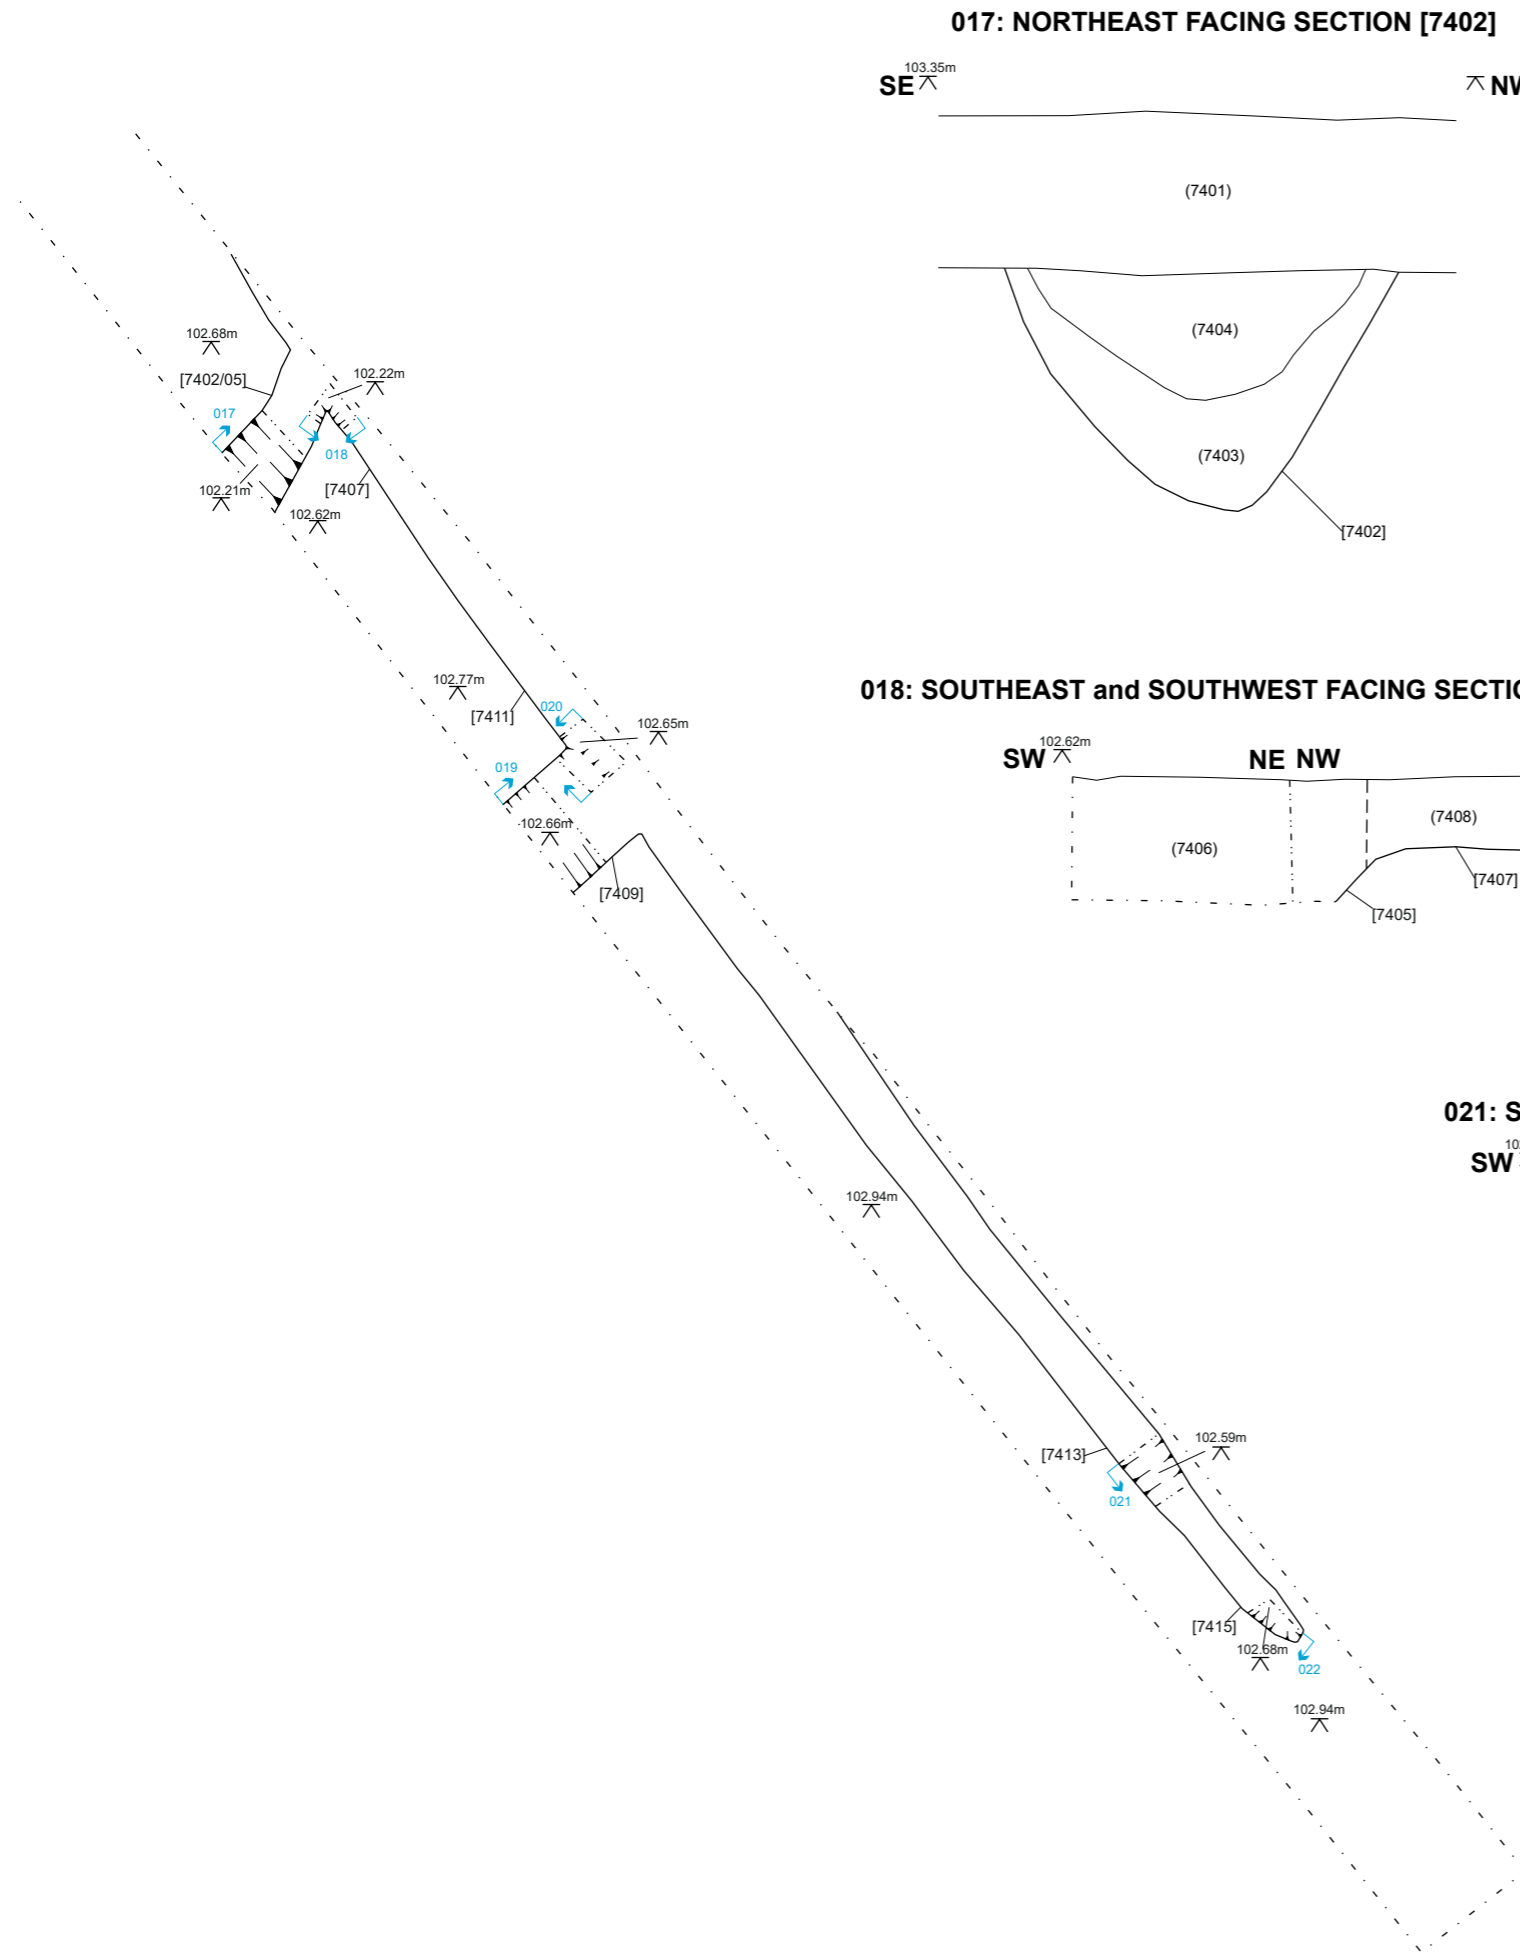 017: NORTHEAST FACING SECTION [7402]
103.35m
SE
NW
(7401)
(7404)
(7403)
[7402]
102.68m
[7402/05]
102.22m
017
018
102.21m
[7407]
102.62m
018: SOUTHEAST and SOUTHWEST FACING SECTIO
102.62m
SW
NE NW
(7408)
(7406)
[7407]
[7405]
102.77m
[7411]
020
102.65m
019
102.66m
[7409]
021: S
10
SW
102.94m
102.59m
[7413]
021
[7415]
102.68m
022
102.94m